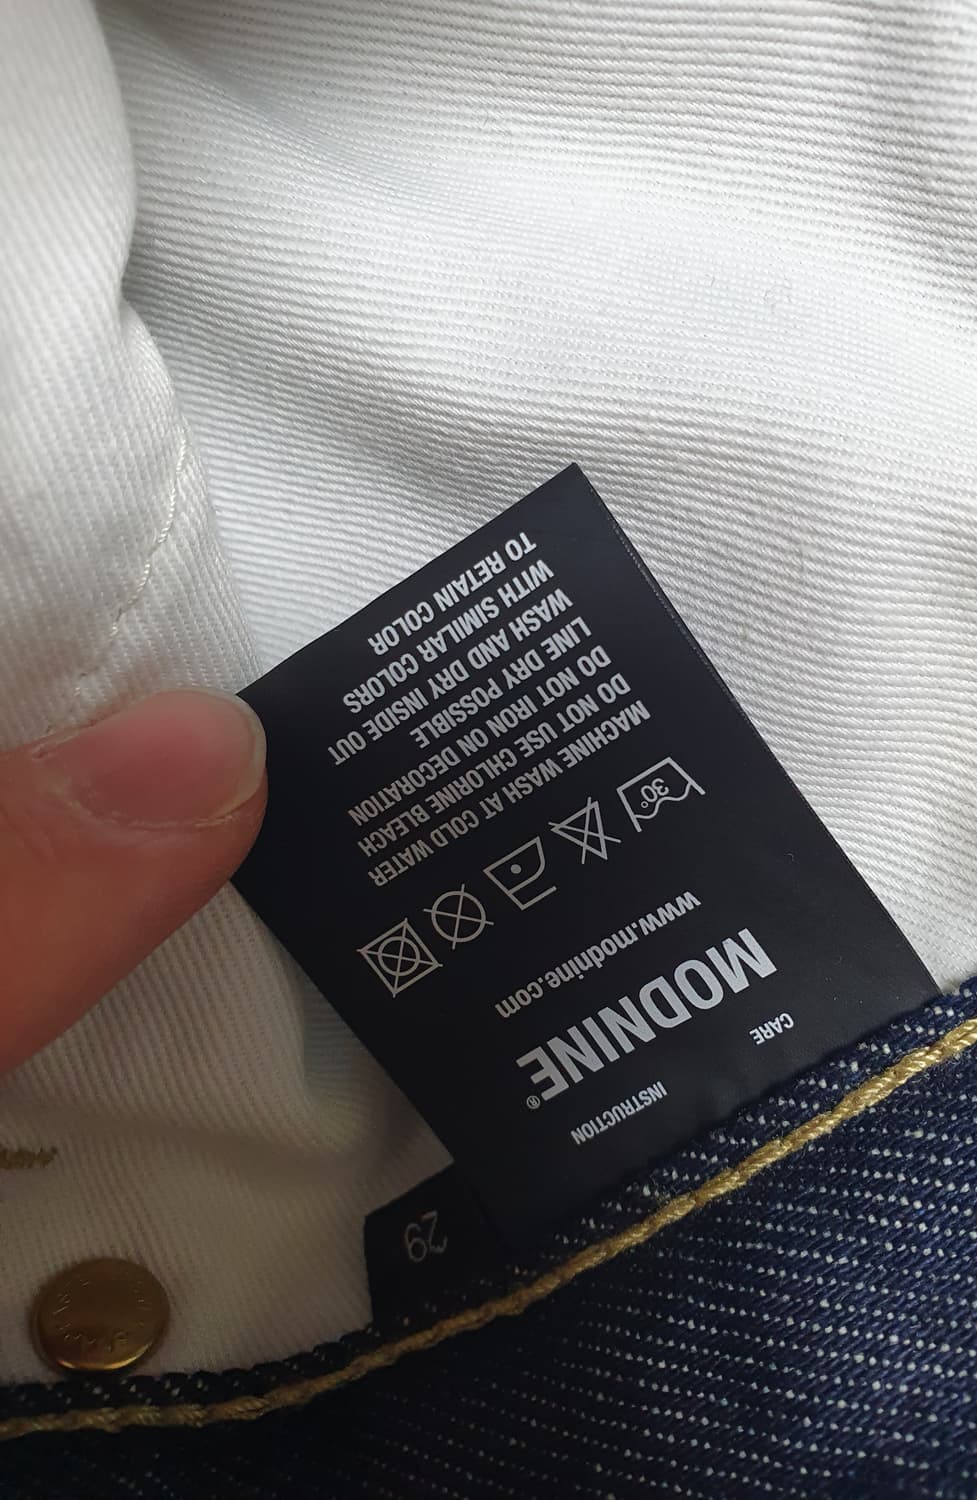 CARE INSTRUCTION
MODNINE®
www.modnine.com
30°
MACHINE WASH AT COLD WATER
DO NOT USE CHLORINE BLEACH
DO NOT IRON ON DECORATION
LINE DRY POSSIBLE
WASH AND DRY INSIDE OUT
WITH SIMILAR COLORS
TO RETAIN COLOR
29